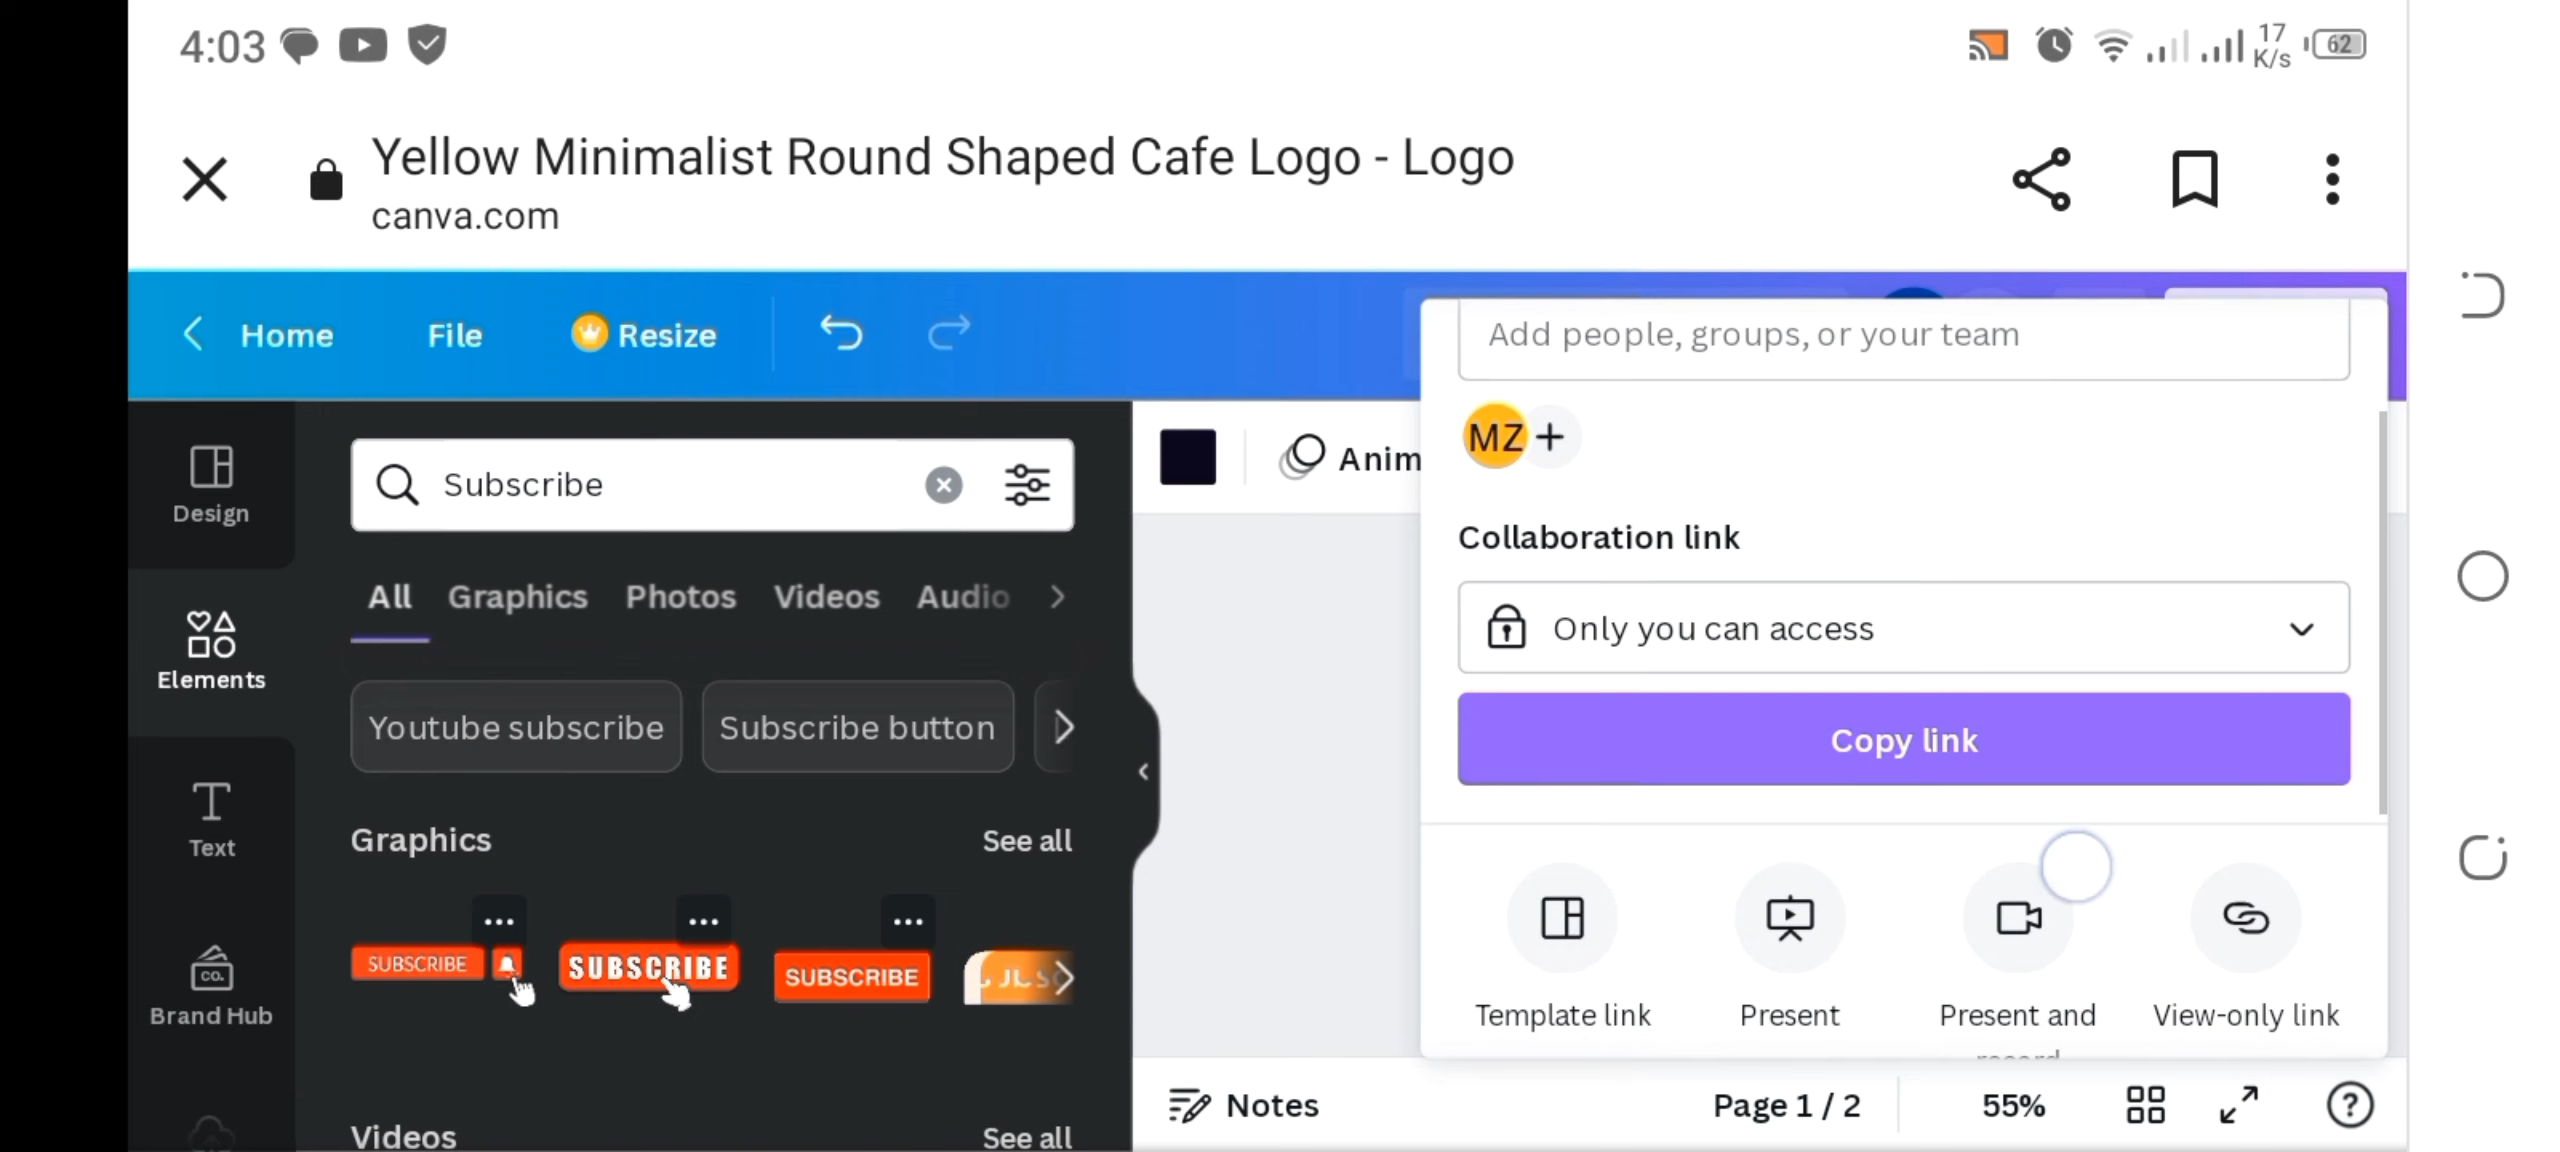 4:03
17
K/s
62
Yellow Minimalist Round Shaped Cafe Logo - Logo
canva.com
Home
File
Resize
Add people, groups, or your team
MZ
Design
Subscribe
Anim
Collaboration link
All
Graphics
Photos
Videos
Audio
Only you can access
Elements
Youtube subscribe
Subscribe button
Copy link
Text
Graphics
See all
SUBSCRIBE
SUBSCRIBE
SUBSCRIBE
CO.
Brand Hub
Template link
Present
Present and
record
View-only link
Videos
See all
Notes
Page 1 / 2
55%